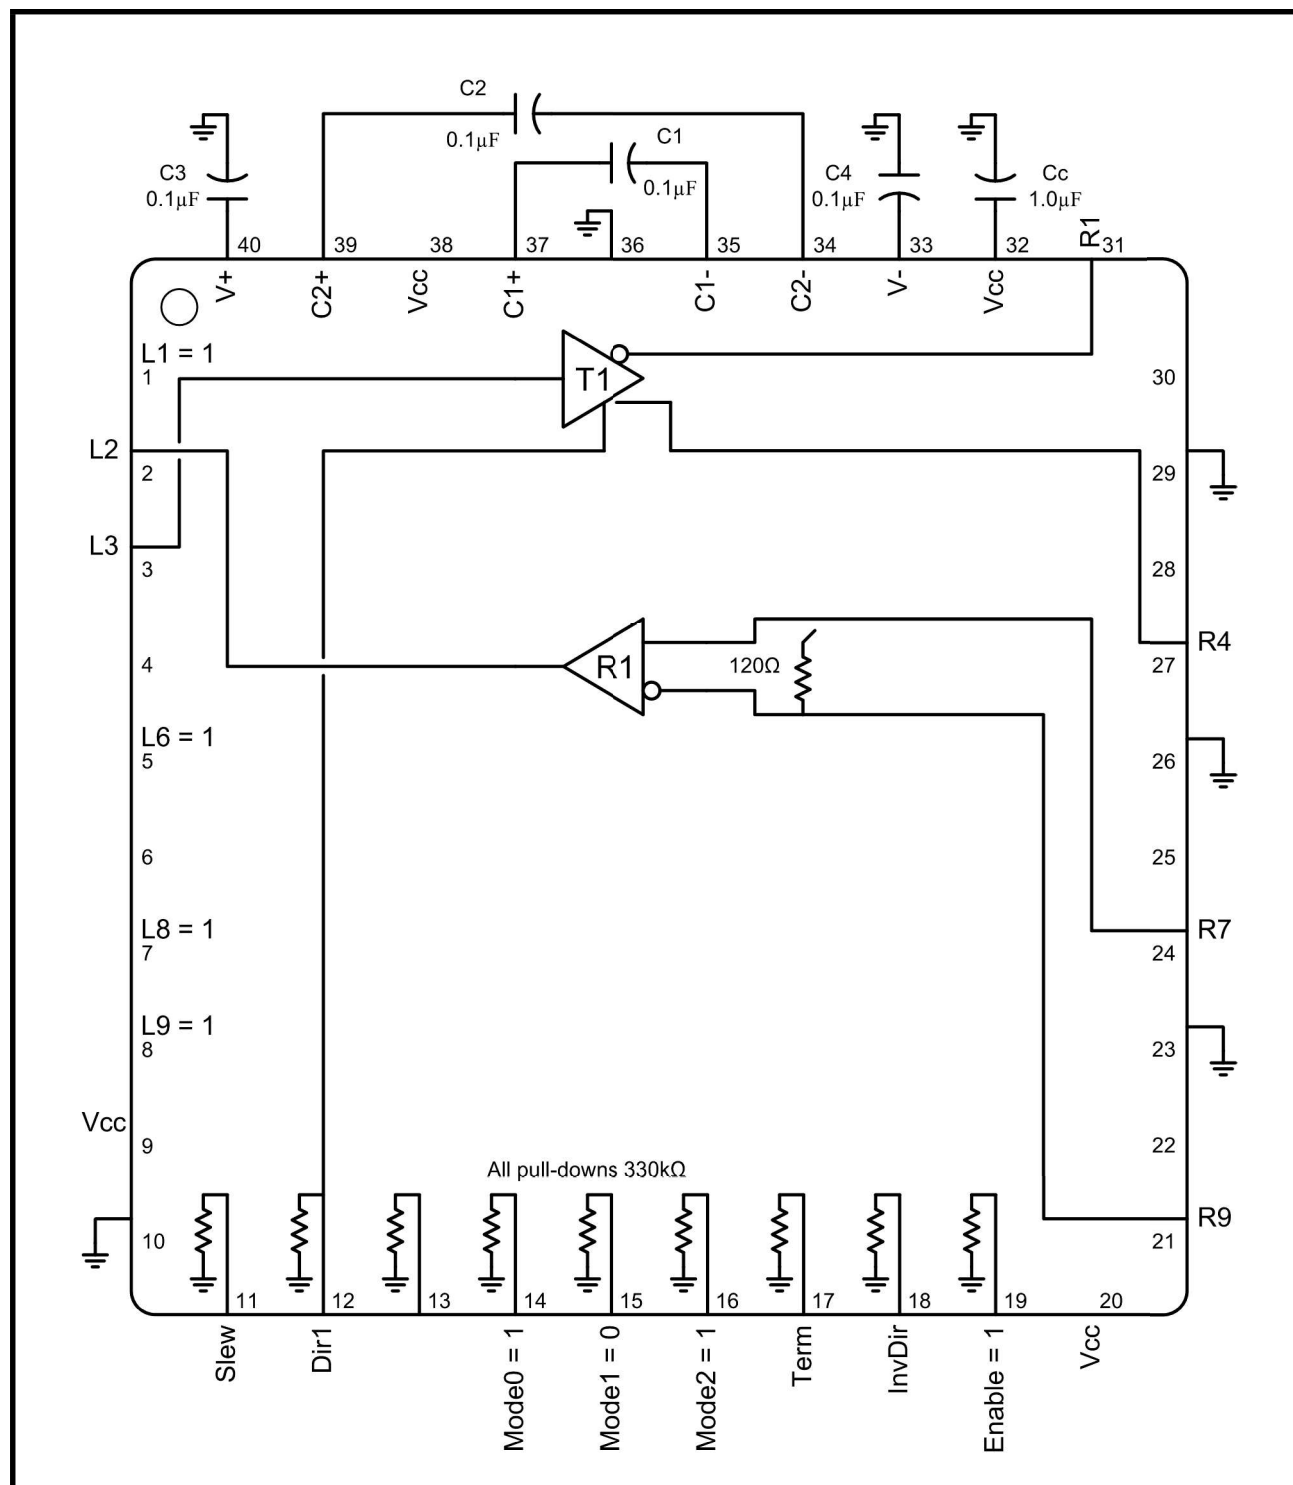 C2
0.1µF
C1
0.1µF
C3
0.1µF
C4
0.1µF
Cc
1.0µF
R1
40
39
38
37
36
35
34
33
32
31
V+
C2+
Vcc
C1+
C1-
C2-
V-
Vcc
L1 = 1
1
T1
30
L2
2
29
L3
3
28
R4
4
R1
120Ω
27
L6 = 1
5
26
6
25
L8 = 1
7
R7
24
L9 = 1
8
23
Vcc
9
22
All pull-downs 330kΩ
10
R9
21
11
12
13
14
15
16
17
18
19
20
Slew
Dir1
Mode0 = 1
Mode1 = 0
Mode2 = 1
Term
InvDir
Enable = 1
Vcc